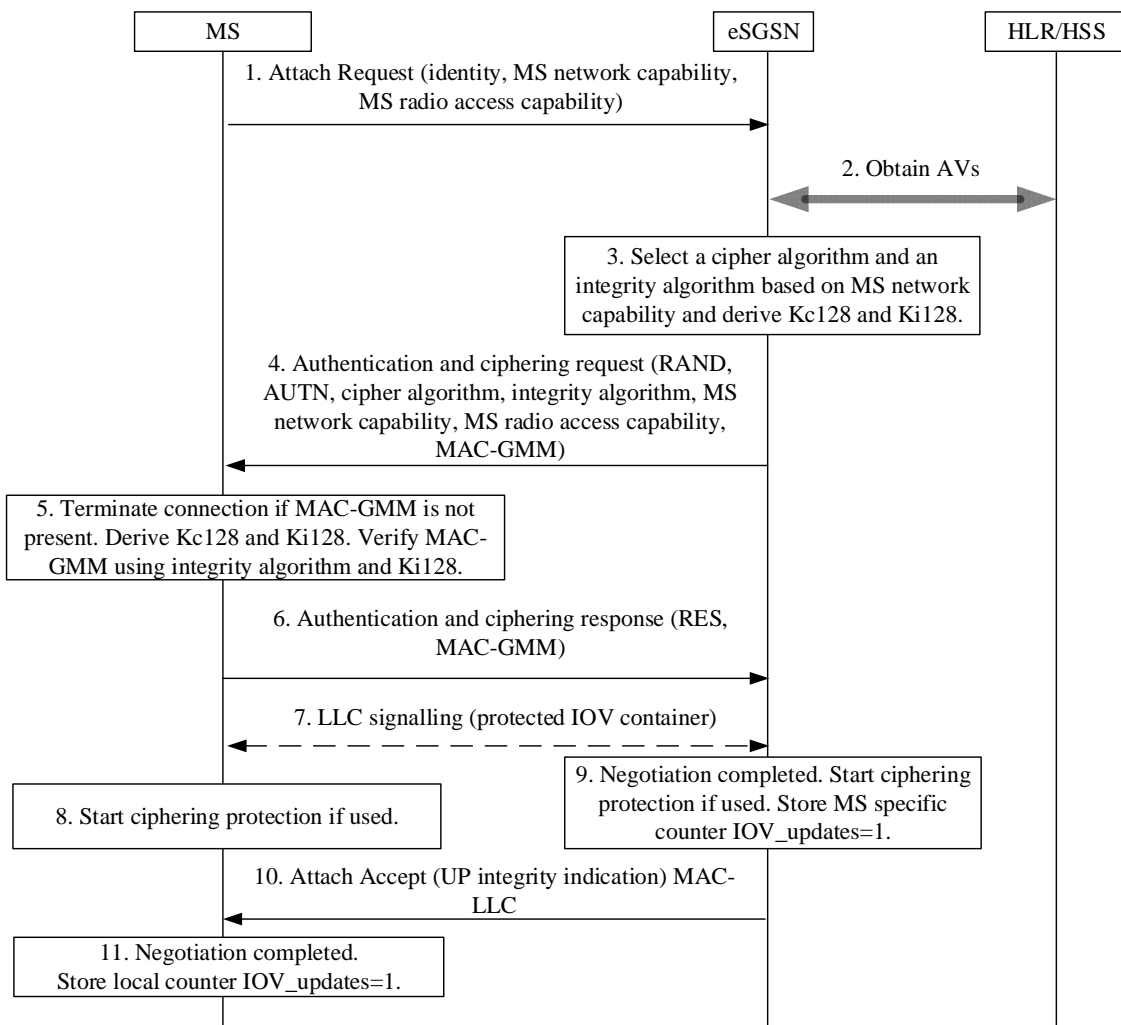 MS
eSGSN
HLR/HSS
1. Attach Request (identity, MS network capability,
MS radio access capability)
2. Obtain AVs
3. Select a cipher algorithm and an
integrity algorithm based on MS network
capability and derive Kc128 and Ki128.
4. Authentication and ciphering request (RAND,
AUTN, cipher algorithm, integrity algorithm, MS
network capability, MS radio access capability,
MAC-GMM)
5. Terminate connection if MAC-GMM is not
present. Derive Kc128 and Ki128. Verify MAC-
GMM using integrity algorithm and Ki128.
6. Authentication and ciphering response (RES,
MAC-GMM)
7. LLC signalling (protected IOV container)
8. Start ciphering protection if used.
9. Negotiation completed. Start ciphering
protection if used. Store MS specific
counter IOV_updates=1.
10. Attach Accept (UP integrity indication) MAC-
LLC
11. Negotiation completed.
Store local counter IOV_updates=1.